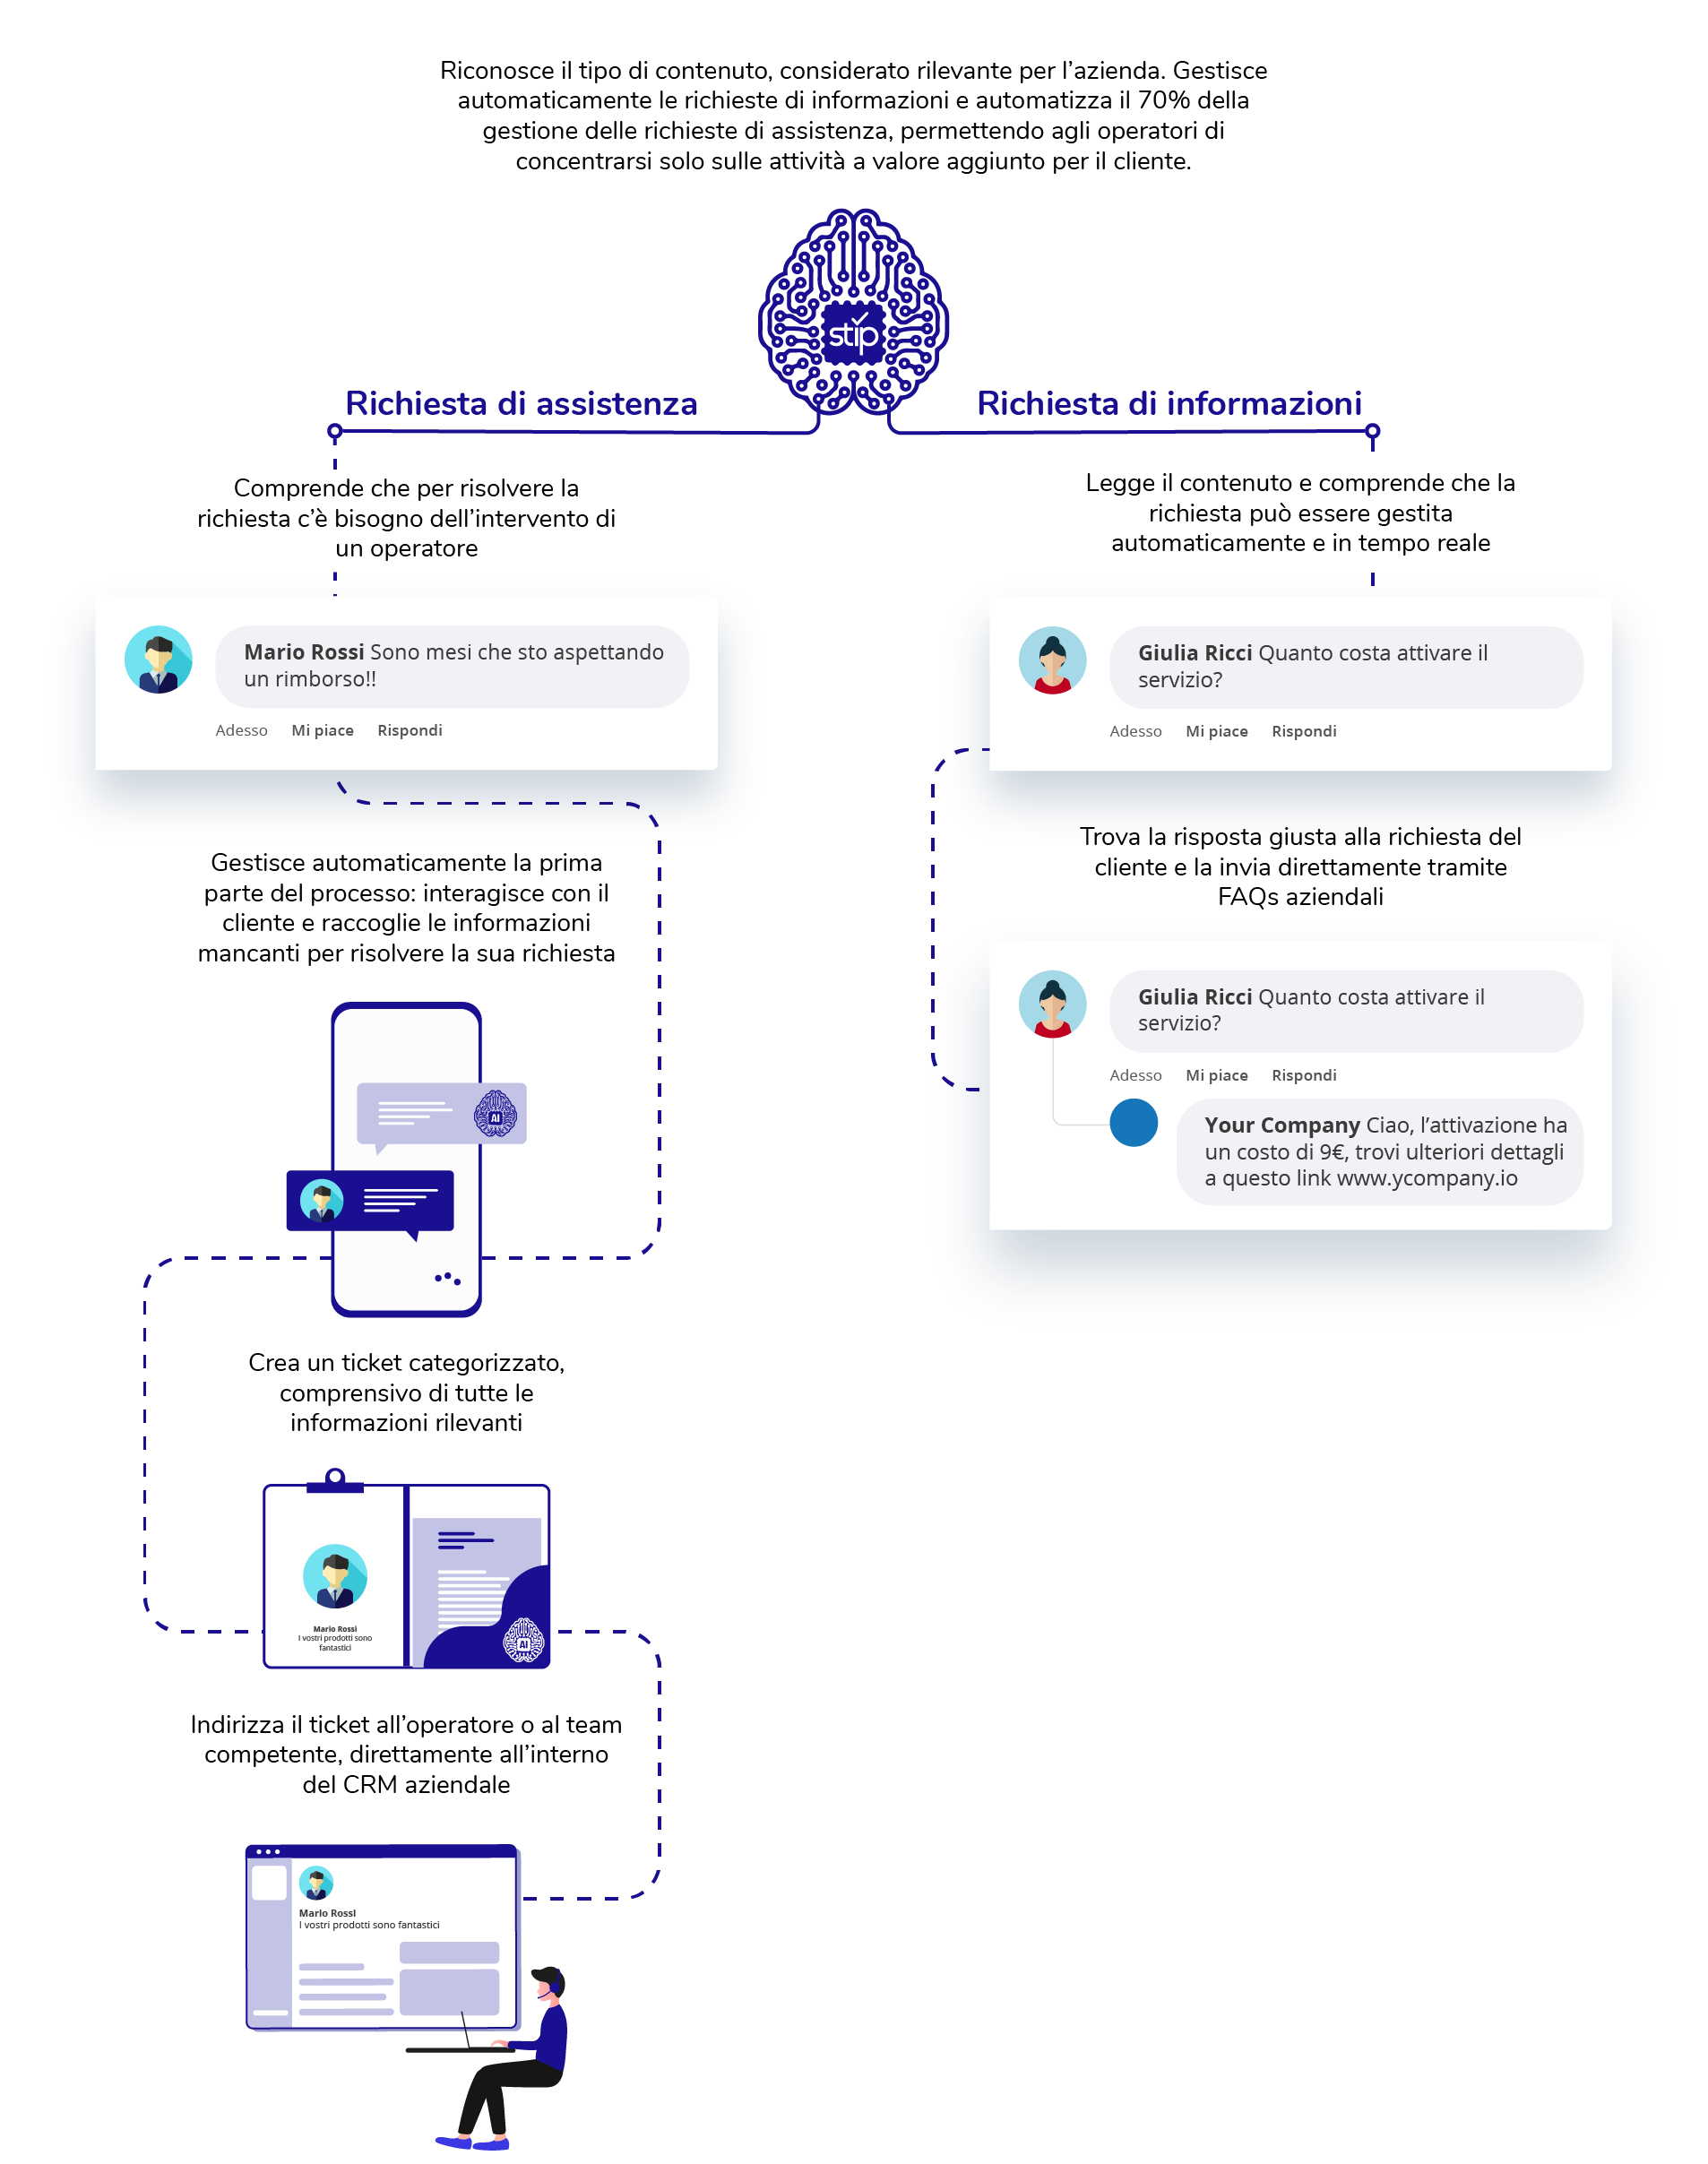 Riconosce il tipo di contenuto, considerato rilevante per l’azienda. Gestisce
automaticamente le richieste di informazioni e automatizza il 70% della
gestione delle richieste di assistenza, permettendo agli operatori di
concentrarsi solo sulle attività a valore aggiunto per il cliente.
stip
Richiesta di assistenza
Comprende che per risolvere la
richiesta c’è bisogno dell’intervento di
un operatore
Mario Rossi Sono mesi che sto aspettando
un rimborso!!
Adesso Mi piace Rispondi
Gestisce automaticamente la prima
parte del processo: interagisce con il
cliente e raccoglie le informazioni
mancanti per risolvere la sua richiesta
AI
Crea un ticket categorizzato,
comprensivo di tutte le
informazioni rilevanti
Mario Rossi
I vostri prodotti sono
fantastici
AI
Indirizza il ticket all’operatore o al team
competente, direttamente all’interno
del CRM aziendale
Mario Rossi
I vostri prodotti sono fantastici
Richiesta di informazioni
Legge il contenuto e comprende che la
richiesta può essere gestita
automaticamente e in tempo reale
Giulia Ricci Quanto costa attivare il
servizio?
Adesso Mi piace Rispondi
Trova la risposta giusta alla richiesta del
cliente e la invia direttamente tramite
FAQs aziendali
Giulia Ricci Quanto costa attivare il
servizio?
Adesso Mi piace Rispondi
Your Company Ciao, l’attivazione ha
un costo di 9€, trovi ulteriori dettagli
a questo link www.ycompany.io